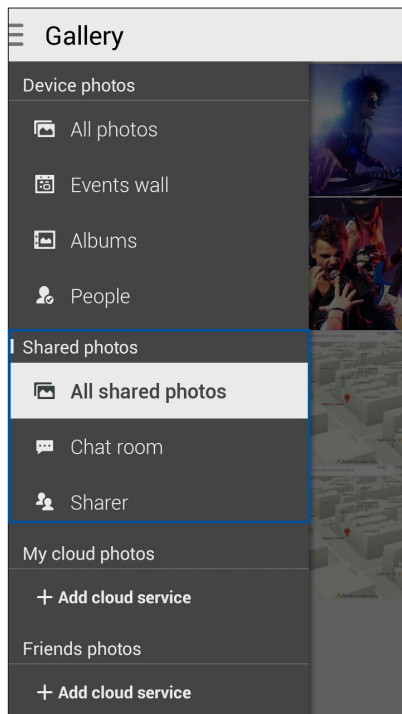 Gallery
Device photos
All photos
Events wall
Albums
People
Shared photos
All shared photos
Chat room
Sharer
My cloud photos
+ Add cloud service
Friends photos
+ Add cloud service